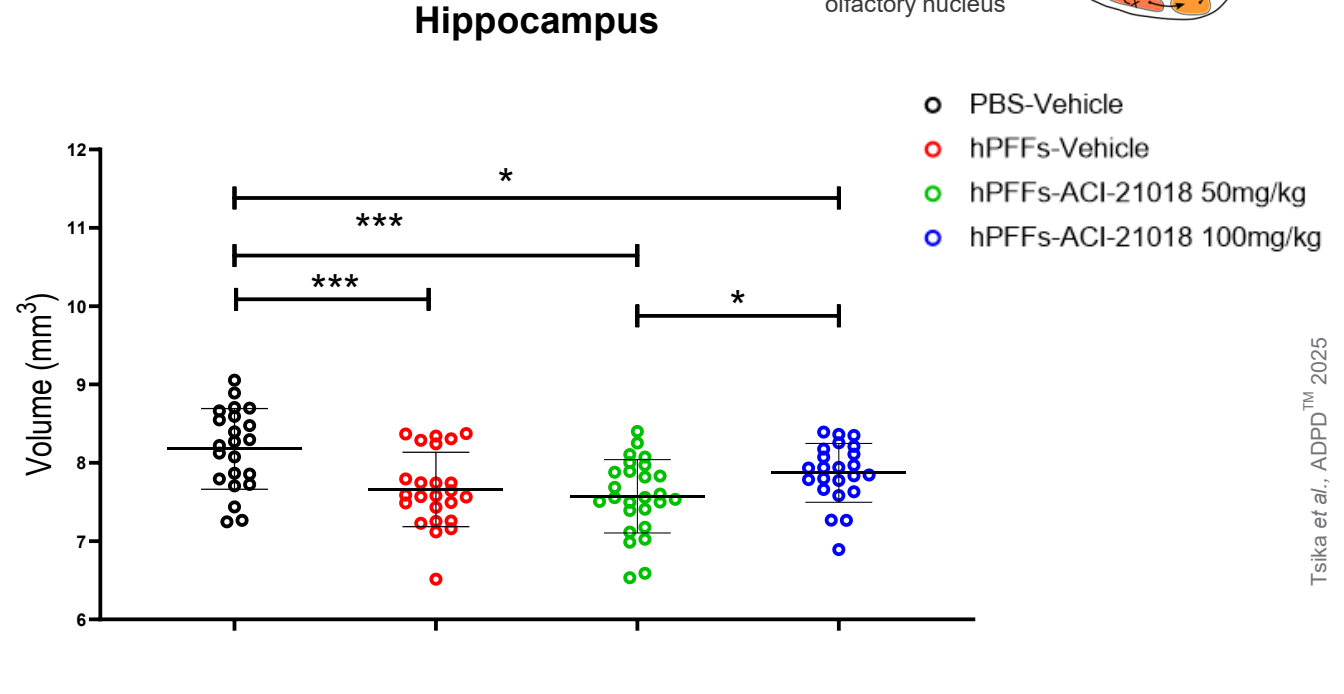 olfactory nucleus
Hippocampus
PBS-Vehicle
hPFFs-Vehicle
hPFFs-ACI-21018 50mg/kg
hPFFs-ACI-21018 100mg/kg
12
11
10
9
8
7
6
Volume (mm³)
*
***
***
*
Tsika et al., ADPD™ 2025